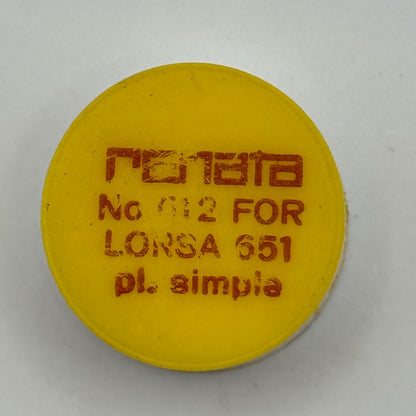 renata
No 612 FOR
LORSA 651
pl. simple